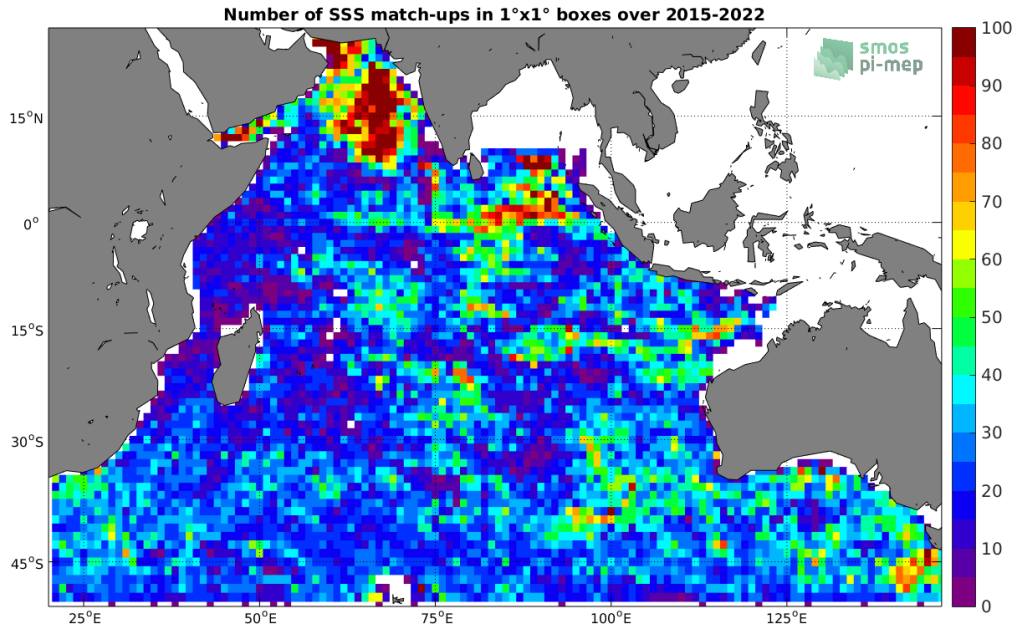 Number of SSS match-ups in 1°x1° boxes over 2015-2022
smos
pi-mep
100
90
80
70
60
50
40
30
20
10
0
15°N
0°
15°S
30°S
45°S
25°E
50°E
75°E
100°E
125°E